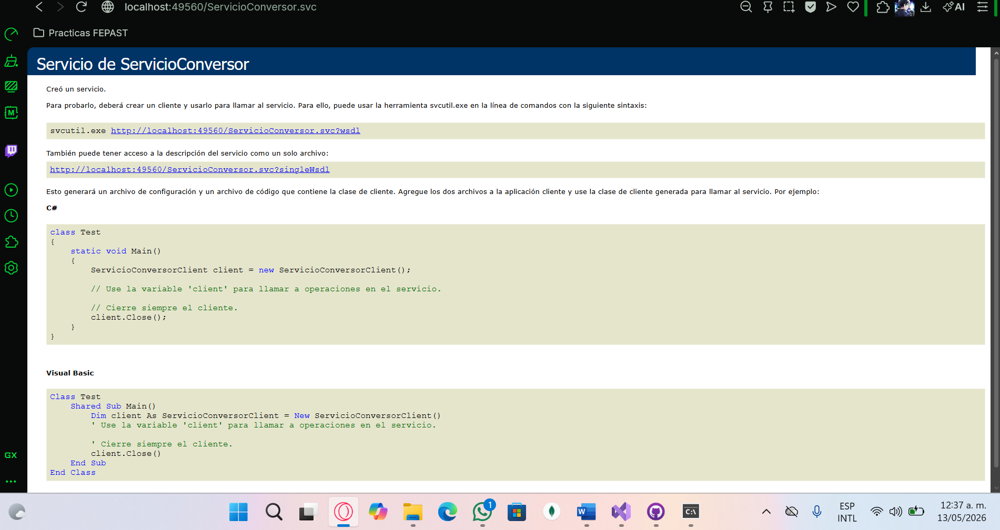 localhost:49560/ServicioConversor.svc
AI
Practicas FEPAST
Servicio de ServicioConversor
Creó un servicio.
Para probarlo, deberá crear un cliente y usarlo para llamar al servicio. Para ello, puede usar la herramienta svcutil.exe en la línea de comandos con la siguiente sintaxis:
svcutil.exe http://localhost:49560/ServicioConversor.svc?wsdl
También puede tener acceso a la descripción del servicio como un solo archivo:
http://localhost:49560/ServicioConversor.svc?singleWsdl
Esto generará un archivo de configuración y un archivo de código que contiene la clase de cliente. Agregue los dos archivos a la aplicación cliente y use la clase de cliente generada para llamar al servicio. Por ejemplo:
C#
class Test
{
static void Main()
{
ServicioConversorClient client = new ServicioConversorClient();
// Use la variable 'client' para llamar a operaciones en el servicio.
// Cierre siempre el cliente.
client.Close();
}
}
Visual Basic
Class Test
Shared Sub Main()
Dim client As ServicioConversorClient = New ServicioConversorClient()
' Use la variable 'client' para llamar a operaciones en el servicio.
' Cierre siempre el cliente.
client.Close()
End Sub
End Class
M
GX
1
W
C:\
ESP
INTL
12:37 a. m.
13/05/2026